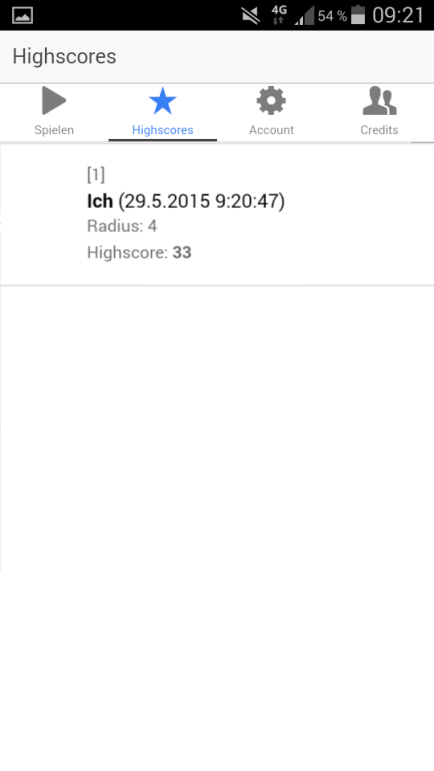 4G 54 % 09:21
Highscores
Spielen Highscores Account Credits
[1]
Ich (29.5.2015 9:20:47)
Radius: 4
Highscore: 33